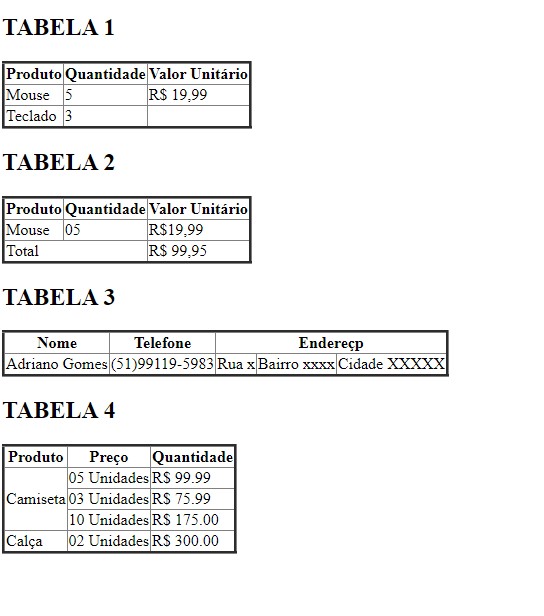 TABELA 1
Produto Quantidade Valor Unitário
Mouse 5 R$ 19,99
Teclado 3
TABELA 2
Produto Quantidade Valor Unitário
Mouse 05 R$19,99
Total R$ 99,95
TABELA 3
Nome Telefone Endereçp
Adriano Gomes (51)99119-5983 Rua x Bairro xxxx Cidade XXXXX
TABELA 4
Produto Preço Quantidade
05 Unidades R$ 99.99
Camiseta 03 Unidades R$ 75.99
10 Unidades R$ 175.00
Calça 02 Unidades R$ 300.00